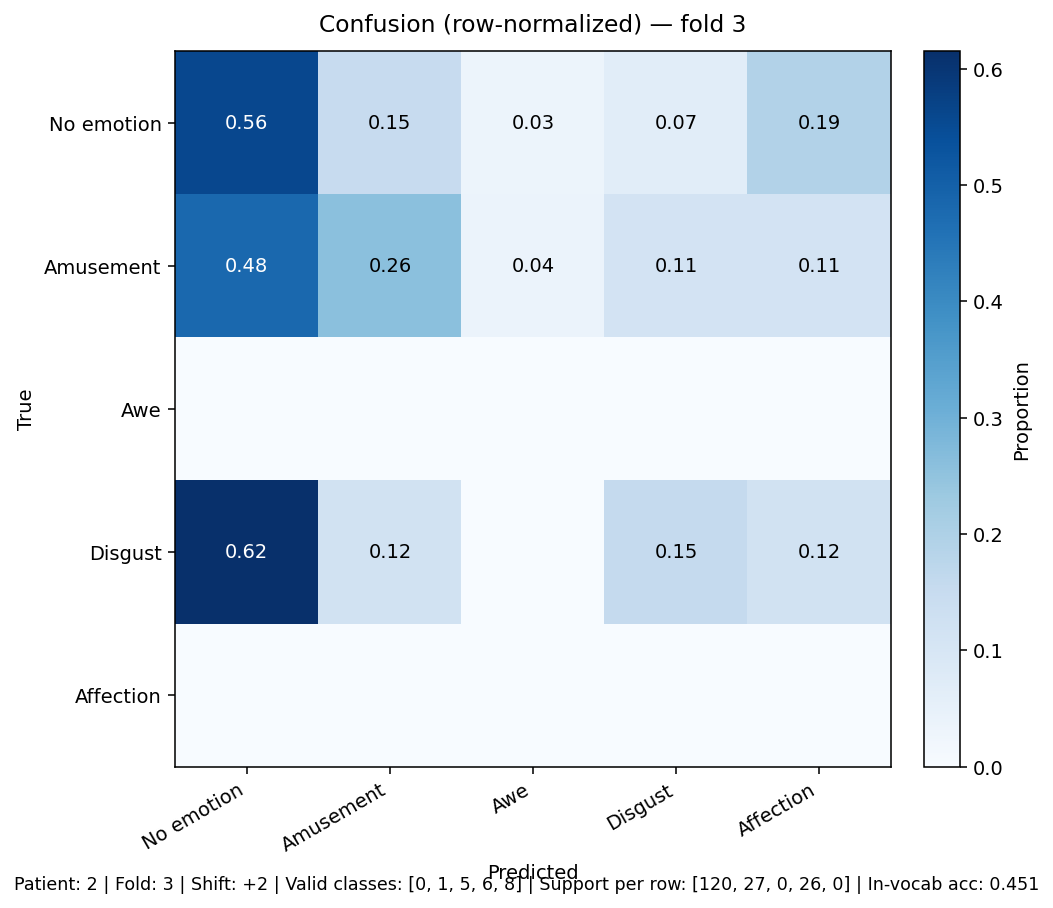 Confusion (row-normalized) — fold 3
No emotion 0.56 0.15 0.03 0.07 0.19
Amusement 0.48 0.26 0.04 0.11 0.11
Awe
Disgust 0.62 0.12 0.15 0.12
Affection
True
No emotion Amusement Awe Disgust Affection
Predicted
0.6
0.5
0.4
0.3
0.2
0.1
0.0
Proportion
Patient: 2 | Fold: 3 | Shift: +2 | Valid classes: [0, 1, 5, 6, 8] | Support per row: [120, 27, 0, 26, 0] | In-vocab acc: 0.451